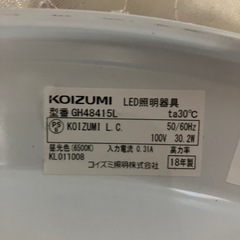 KOIZUMI LED照明器具
型番 GH48415L ta30℃
PS E KOIZUMI L.C. 50/60Hz
100V 30.2W
昼光色(6500K) 入力電流 0.31A 高力率
KL011008 18年製
コイズミ照明株式会社